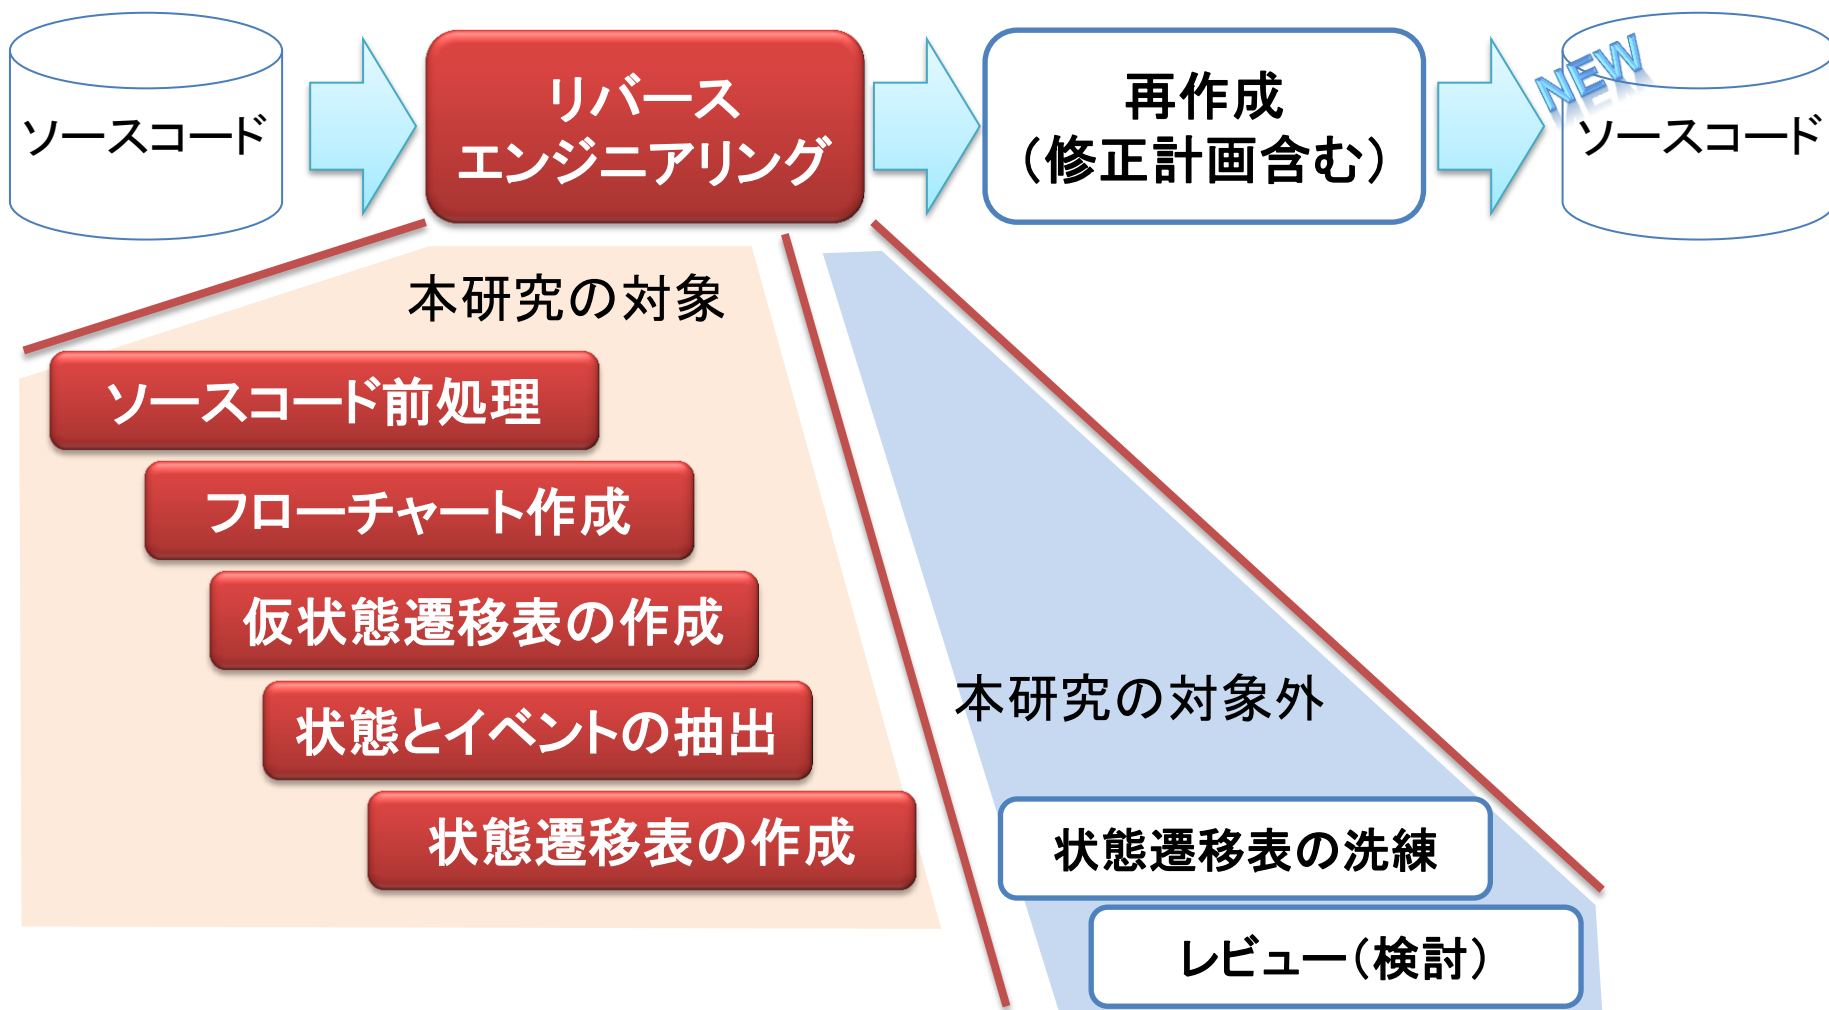 ソースコード
リバース
エンジニアリング
再作成
（修正計画含む）
NEW
ソースコード
本研究の対象
ソースコード前処理
フローチャート作成
仮状態遷移表の作成
状態とイベントの抽出
状態遷移表の作成
本研究の対象外
状態遷移表の洗練
レビュー（検討）